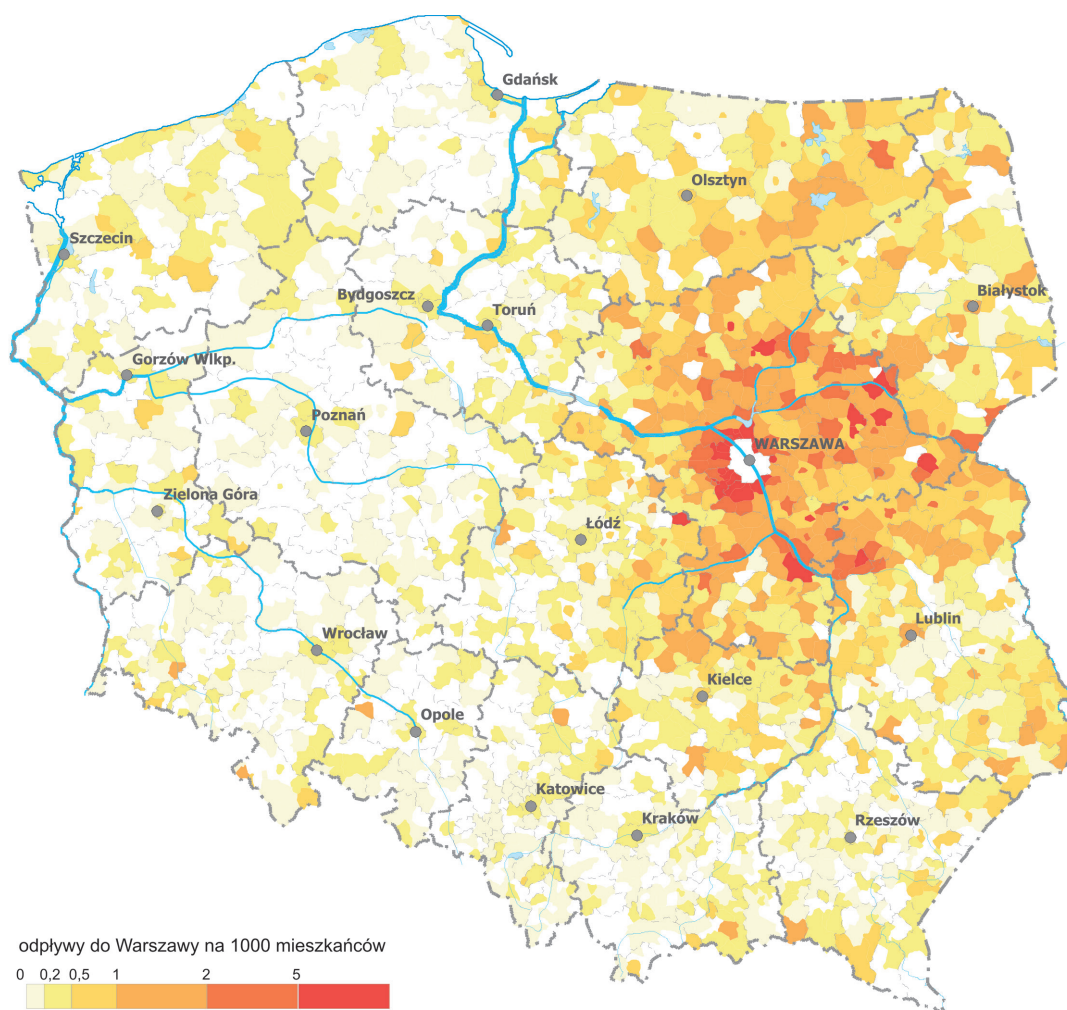 Gdańsk
Olsztyn
Szczecin
Białystok
Bydgoszcz
Toruń
Gorzów Wlkp.
Poznań
WARSZAWA
Zielona Góra
Łódź
Lublin
Wrocław
Kielce
Opole
Katowice
Kraków
Rzeszów
odpływy do Warszawy na 1000 mieszkańców
0 0,2 0,5 1 2 5